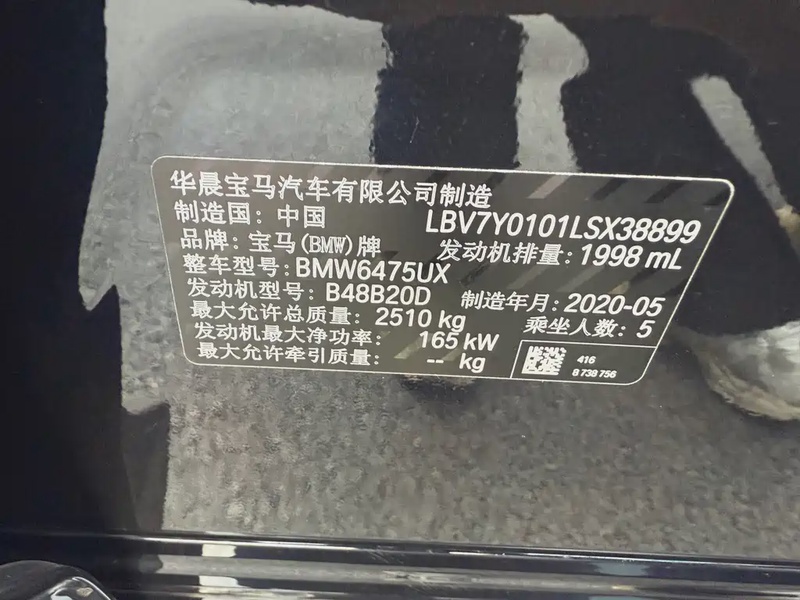 华晨宝马汽车有限公司制造
制造国：中国 LBV7Y0101LSX38899
品牌：宝马(BMW)牌 发动机排量：1998 mL
整车型号：BMW6475UX
发动机型号：B48B20D 制造年月：2020-05
最大允许总质量：2510 kg 乘坐人数：5
发动机最大净功率：165 kW
最大允许牵引质量：-- kg
416
8 738 756